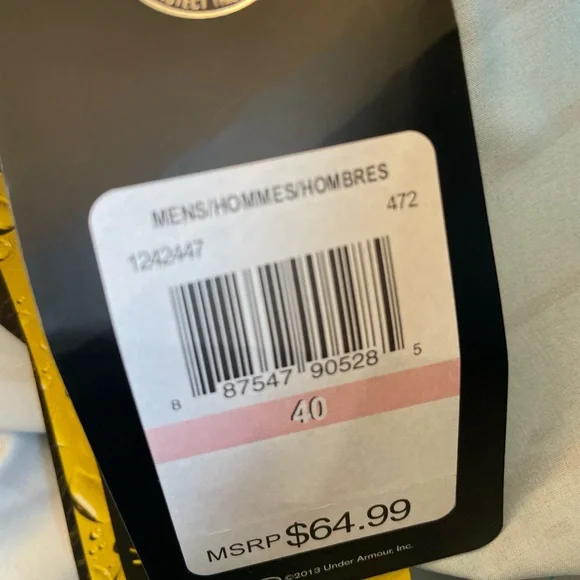 MENS/HOMMES/HOMBRES
1242447 472
8 87547 90528 5
40
MSRP $64.99
©2013 Under Armour, Inc.